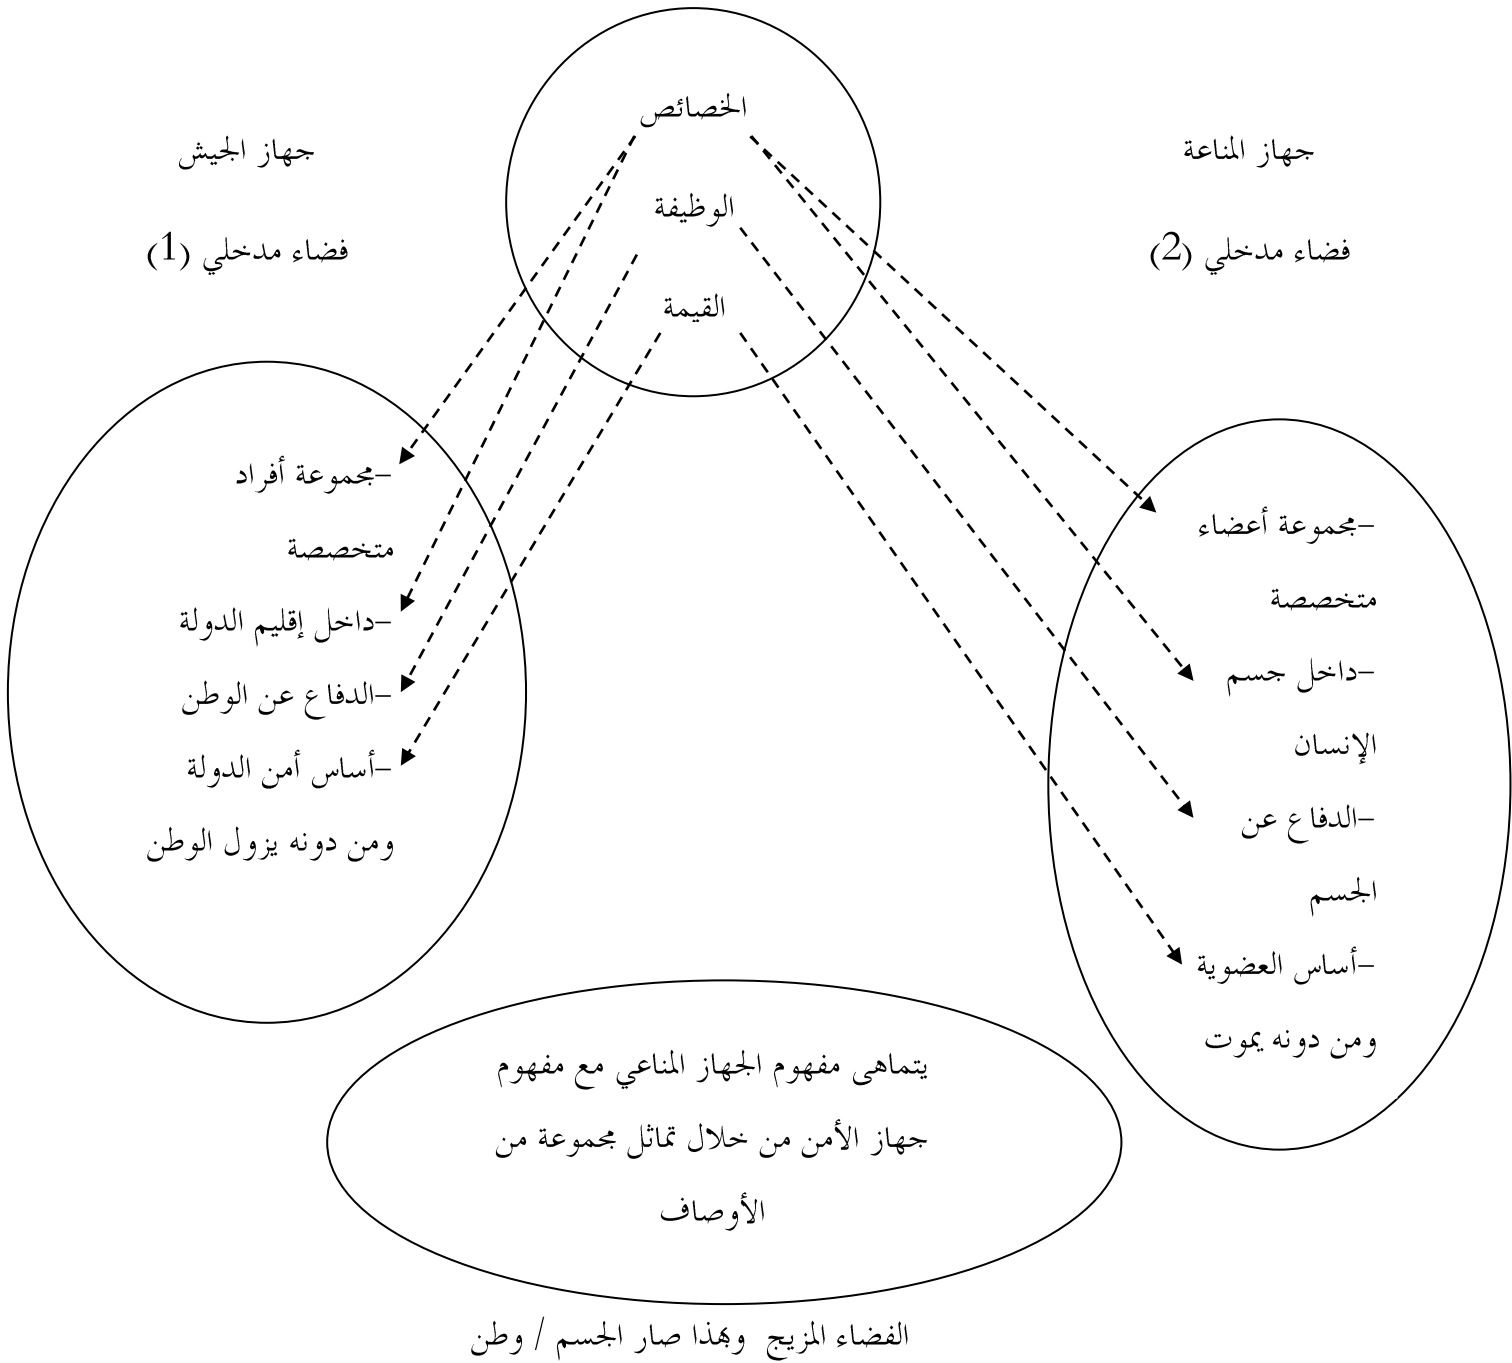 الخصائص
الوظيفة
القيمة
جهاز المناعة
فضاء مدخلي (2)
جهاز الجيش
فضاء مدخلي (1)
–مجموعة أعضاء
متخصصة
–داخل جسم
الإنسان
–الدفاع عن
الجسم
–أساس العضوية
ومن دونه يموت
–مجموعة أفراد
متخصصة
–داخل إقليم الدولة
–الدفاع عن الوطن
–أساس أمن الدولة
ومن دونه يزول الوطن
يتماهى مفهوم الجهاز المناعي مع مفهوم
جهاز الأمن من خلال تماثل مجموعة من
الأوصاف
الفضاء المزيج وبهذا صار الجسم / وطن